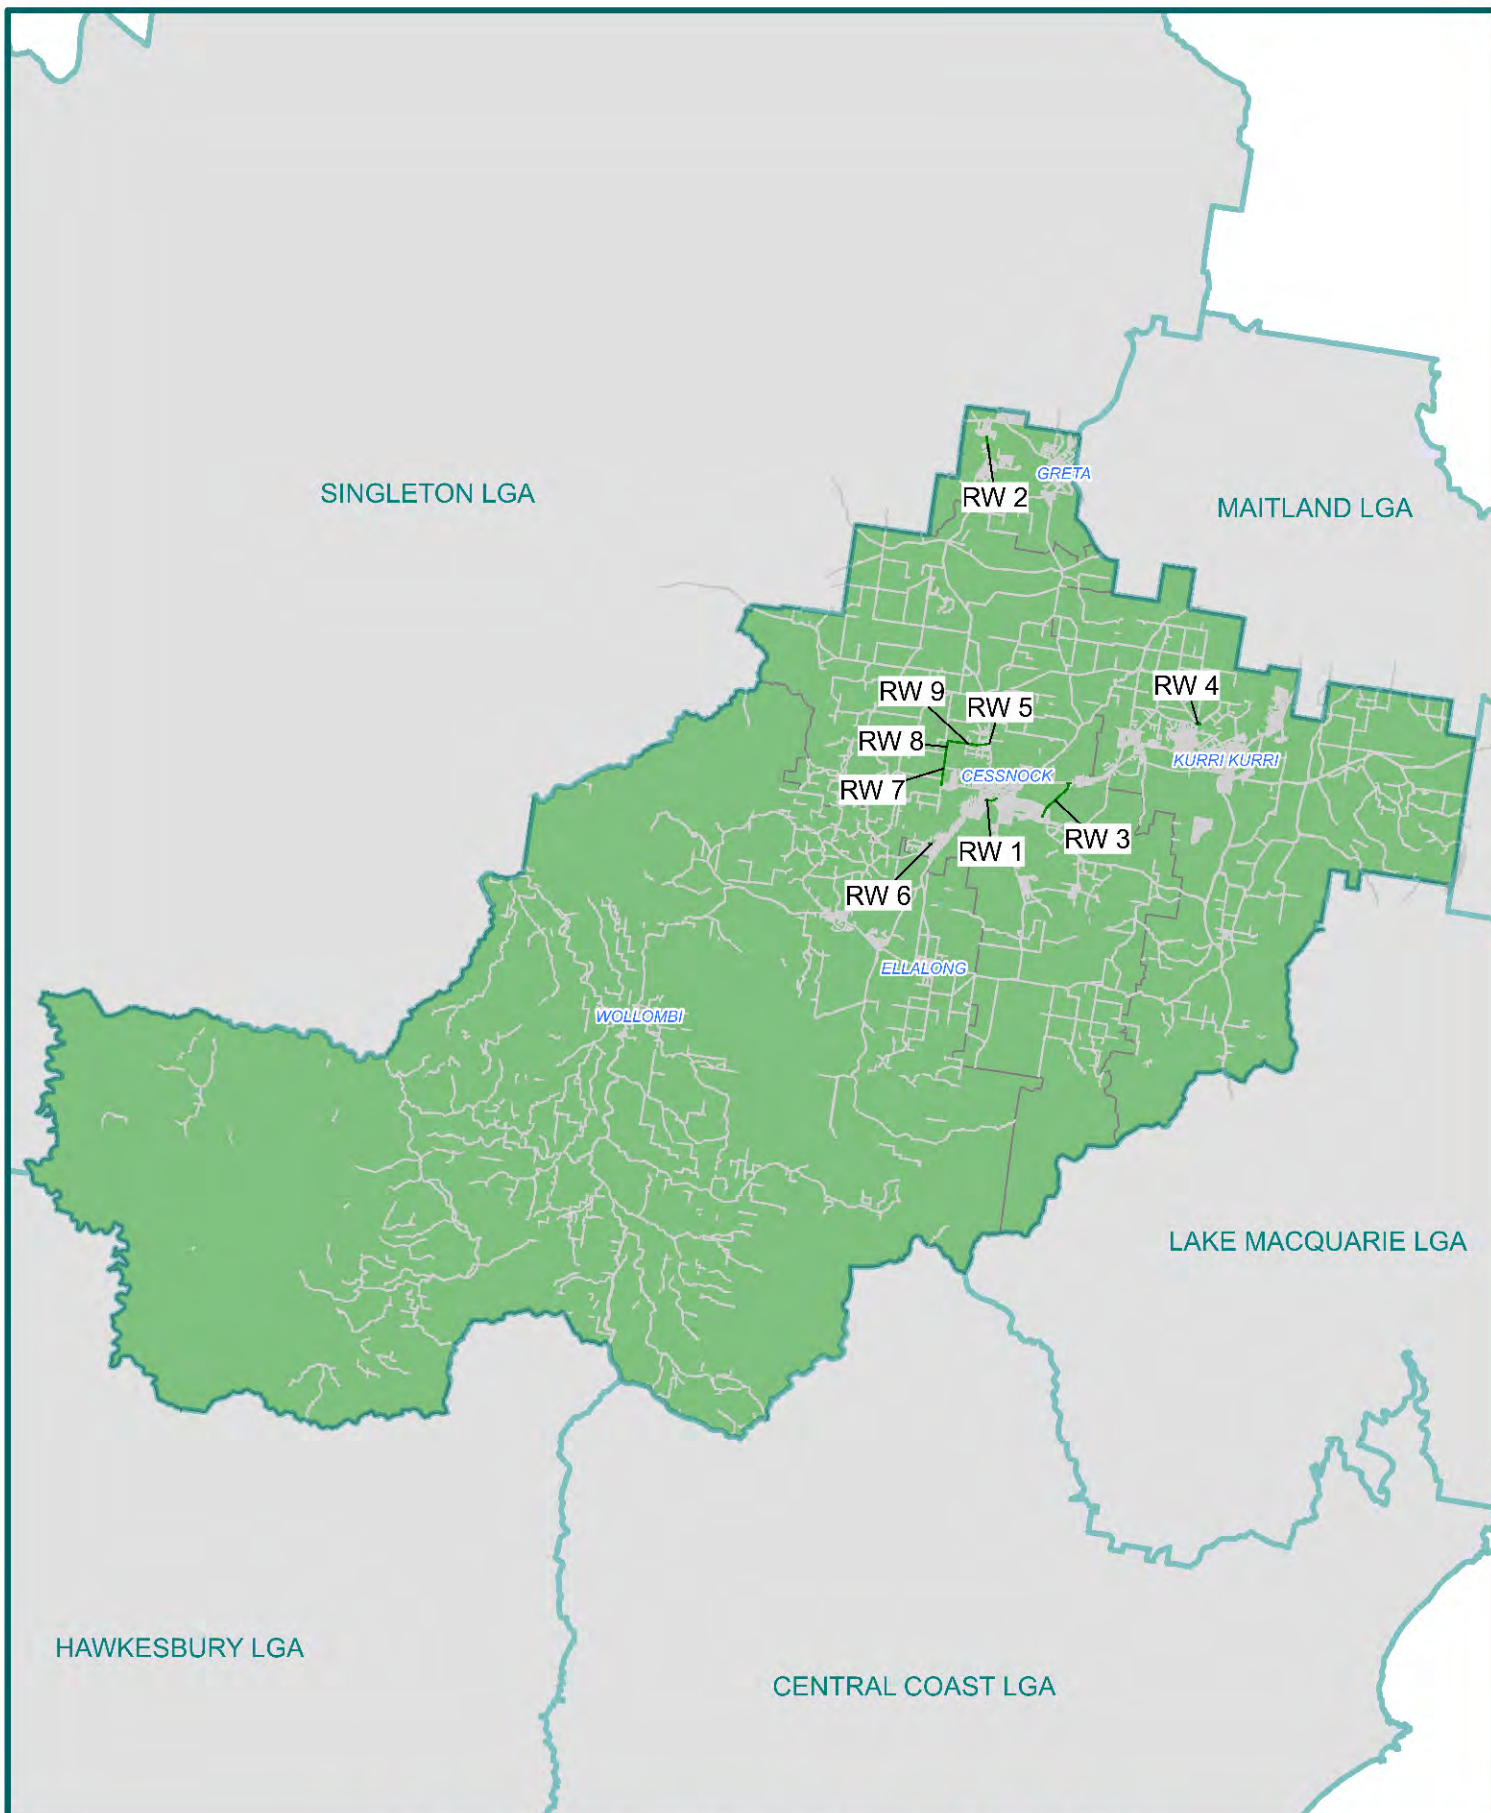 GRETA
SINGLETON LGA
RW 2
MAITLAND LGA
RW 4
RW 9
RW 5
RW 8
KURRI KURRI
CESSNOCK
RW 7
RW 3
RW 1
RW 6
ELLALONG
WOLLOMBI
LAKE MACQUARIE LGA
HAWKESBURY LGA
CENTRAL COAST LGA